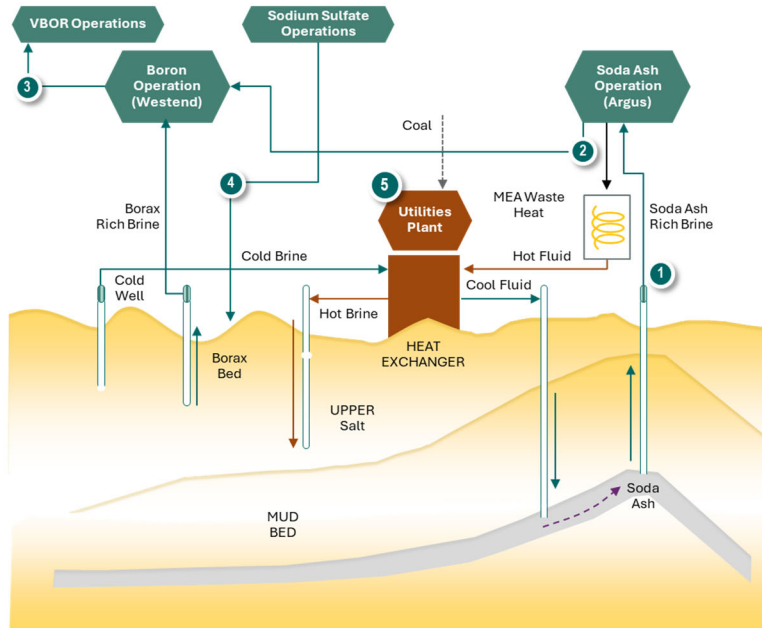 VBOR Operations
Sodium Sulfate
Operations
Boron
Operation
(Westend)
Soda Ash
Operation
(Argus)
3
2
4
5
1
Coal
Utilities
Plant
MEA Waste
Heat
Soda Ash
Rich Brine
Borax
Rich Brine
Cold Brine
Hot Fluid
Cold
Well
Cool Fluid
Hot Brine
HEAT
EXCHANGER
Borax
Bed
UPPER
Salt
MUD
BED
Soda
Ash